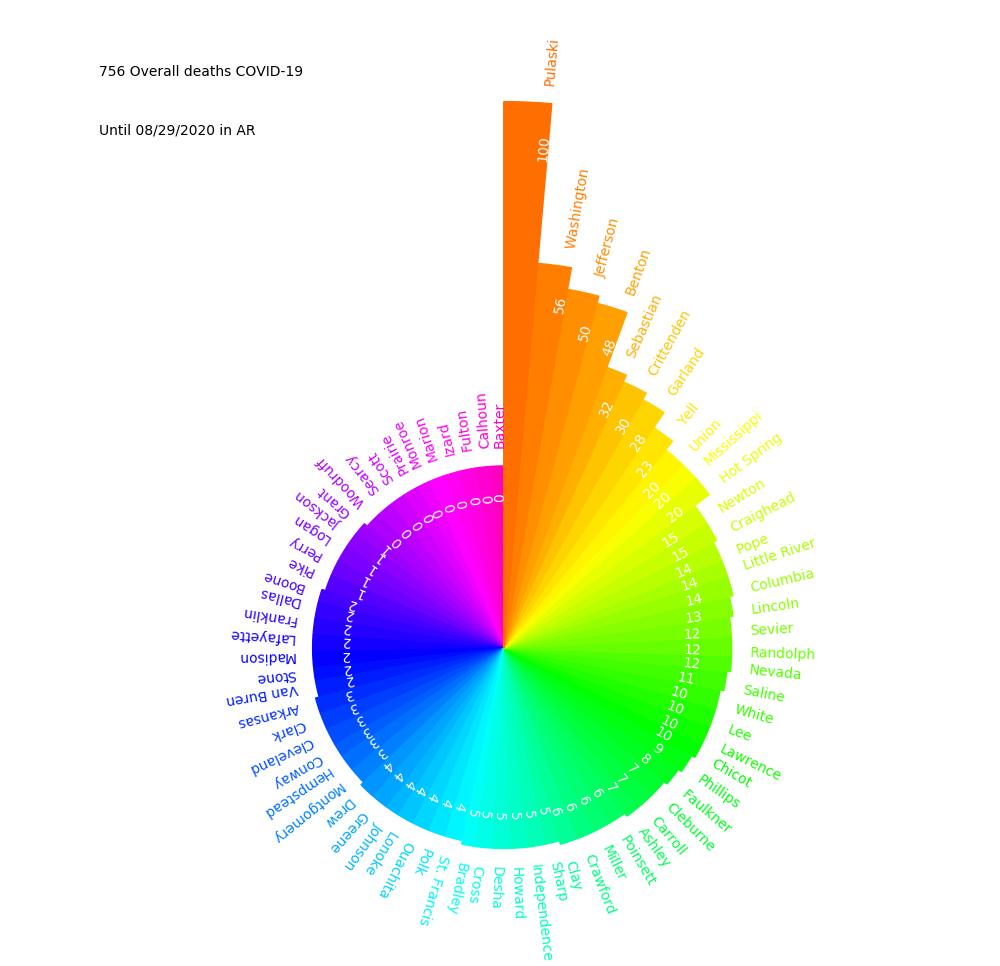 756 Overall deaths COVID-19
Until 08/29/2020 in AR
Pulaski
100
Washington
56
Jefferson
50
Benton
48
Sebastian
32
Crittenden
30
Garland
28
Yell
23
Union
20
Mississippi
20
Hot Spring
20
Newton
15
Craighead
15
Pope
14
Little River
14
Columbia
14
Lincoln
13
Sevier
12
Randolph
12
Nevada
12
Saline
11
White
10
Lee
10
Lawrence
10
Chicot
10
Phillips
9
Faulkner
8
Cleburne
7
Carroll
7
Ashley
7
Poinsett
6
Miller
6
Crawford
6
Clay
6
Sharp
5
Independence
5
Howard
5
Desha
5
Cross
5
Bradley
5
St. Francis
4
Polk
4
Ouachita
4
Lonoke
4
Johnson
4
Greene
4
Drew
4
Montgomery
3
Hempstead
3
Conway
3
Cleveland
3
Clark
3
Arkansas
3
Van Buren
2
Stone
2
Madison
2
Lafayette
2
Franklin
2
Dallas
2
Boone
2
Pike
1
Perry
1
Logan
1
Jackson
1
Grant
1
Woodruff
0
Searcy
0
Scott
0
Prairie
0
Monroe
0
Marion
0
Izard
0
Fulton
0
Calhoun
0
Baxter
0